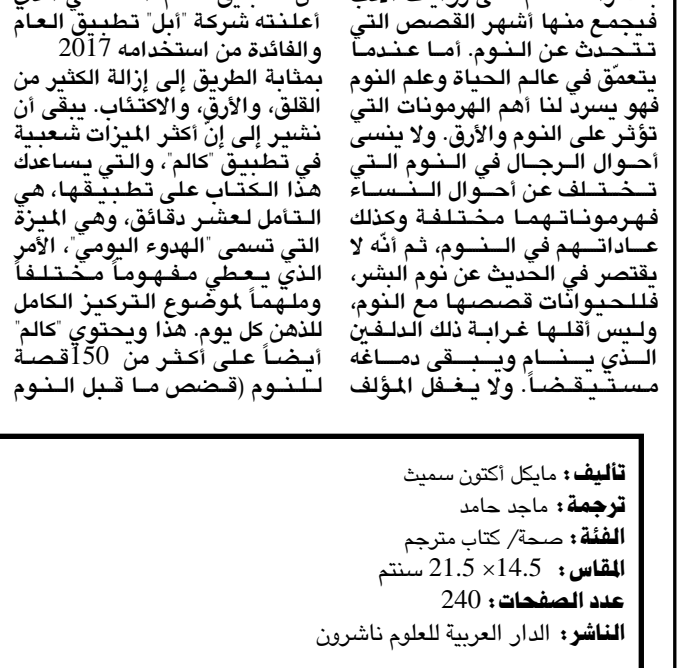 فيجمع منها أشهر القصص التي
تتحدث عن النوم. أما عندما
يتعمّق في عالم الحياة وعلم النوم
فهو يسرد لنا أهم الهرمونات التي
تؤثر على النوم والأرق. ولا ينسى
أحوال الرجال في النوم التي
تختلف عن أحوال النساء
فهرموناتهما مختلفة وكذلك
عاداتهم في النوم، ثم أنّه لا
يقتصر في الحديث عن نوم البشر،
فللحيوانات قصصها مع النوم،
وليس أقلها غرابة ذلك الدلفين
الذي ينام ويبقى دماغه
مستيقضاً. ولا يغفل المؤلف
أعلنته شركة "أبل" تطبيق العام
2017 والفائدة من استخدامه
بمثابة الطريق إلى إزالة الكثير من
القلق، والأرق، والاكتئاب. يبقى أن
نشير إلى إنّ أكثر الميزات شعبية
في تطبيق "كالم"، والتي يساعدك
هذا الكتاب على تطبيقها، هي
التأمل لعشر دقائق، وهي الميزة
التي تسمى "الهدوء اليومي"، الأمر
الذي يعطي مفهوماً مختلفاً
وملهماً لموضوع التركيز الكامل
للذهن كل يوم. هذا ويحتوي "كالم"
أيضاً على أكثر من 150قصة
للنوم (قضص ما قبل النوم
تأليف: مايكل أكتون سميث
ترجمة: ماجد حامد
الفئة: صحة/ كتاب مترجم
المقاس: 14.5× 21.5 سنتم
عدد الصفحات: 240
الناشر: الدار العربية للعلوم ناشرون